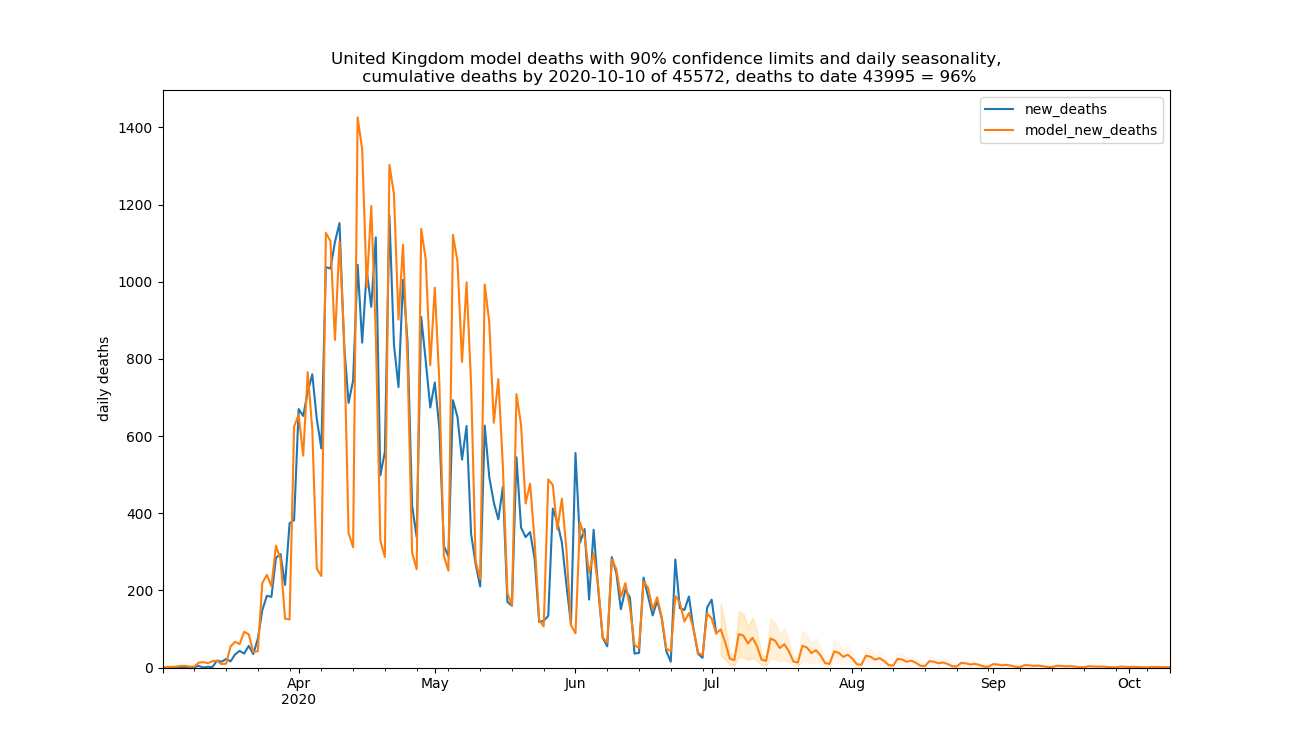 United Kingdom model deaths with 90% confidence limits and daily seasonality,
cumulative deaths by 2020-10-10 of 45572, deaths to date 43995 = 96%
new_deaths
model_new_deaths
daily deaths
1400
1200
1000
800
600
400
200
0
Apr May Jun Jul Aug Sep Oct
2020